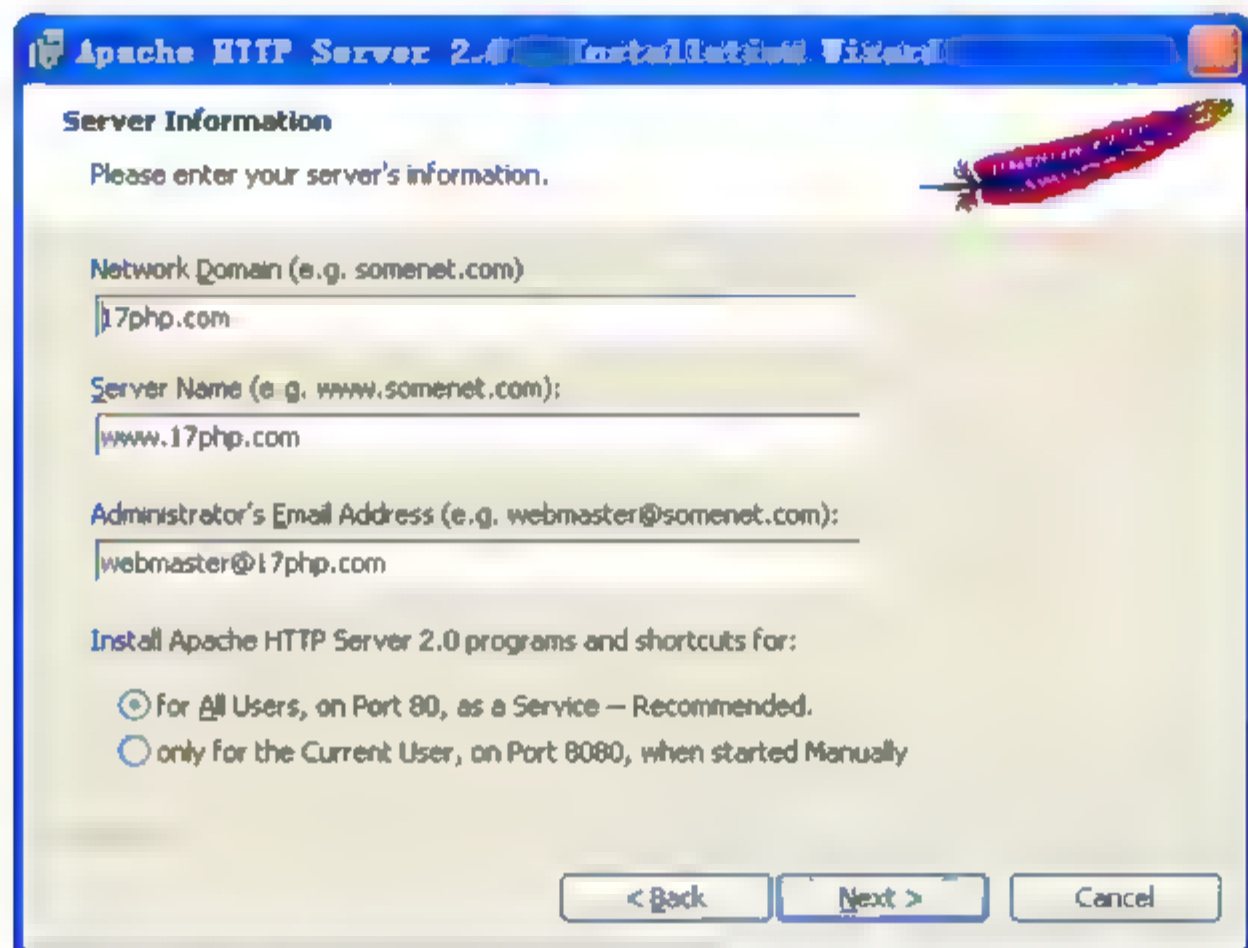 Apache HTTP Server 2.0 Installation Wizard
Server Information
Please enter your server's information.
Network Domain (e.g. somenet.com)
17php.com
Server Name (e.g. www.somenet.com):
www.17php.com
Administrator's Email Address (e.g. webmaster@somenet.com):
webmaster@17php.com
Install Apache HTTP Server 2.0 programs and shortcuts for:
for All Users, on Port 80, as a Service -- Recommended.
only for the Current User, on Port 8080, when started Manually
< Back
Next >
Cancel